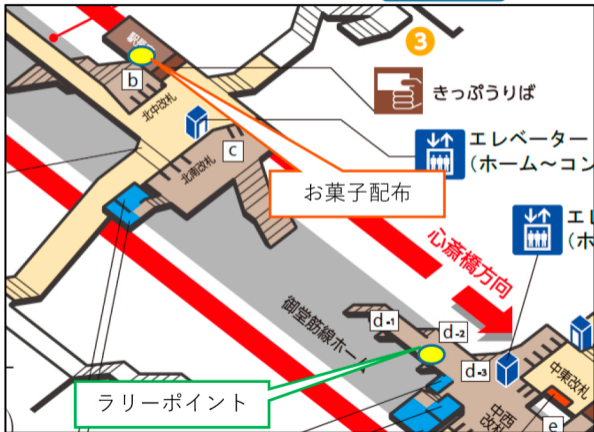 3
駅長室
b
きっぷうりば
北中改札
エレベーター
(ホーム～コン
c
北南改札
お菓子配布
エレ
(ホ
心斎橋方向
御堂筋線ホーム
d-1
d-2
d-3
中東改札
ラリーポイント
中西
改札
e